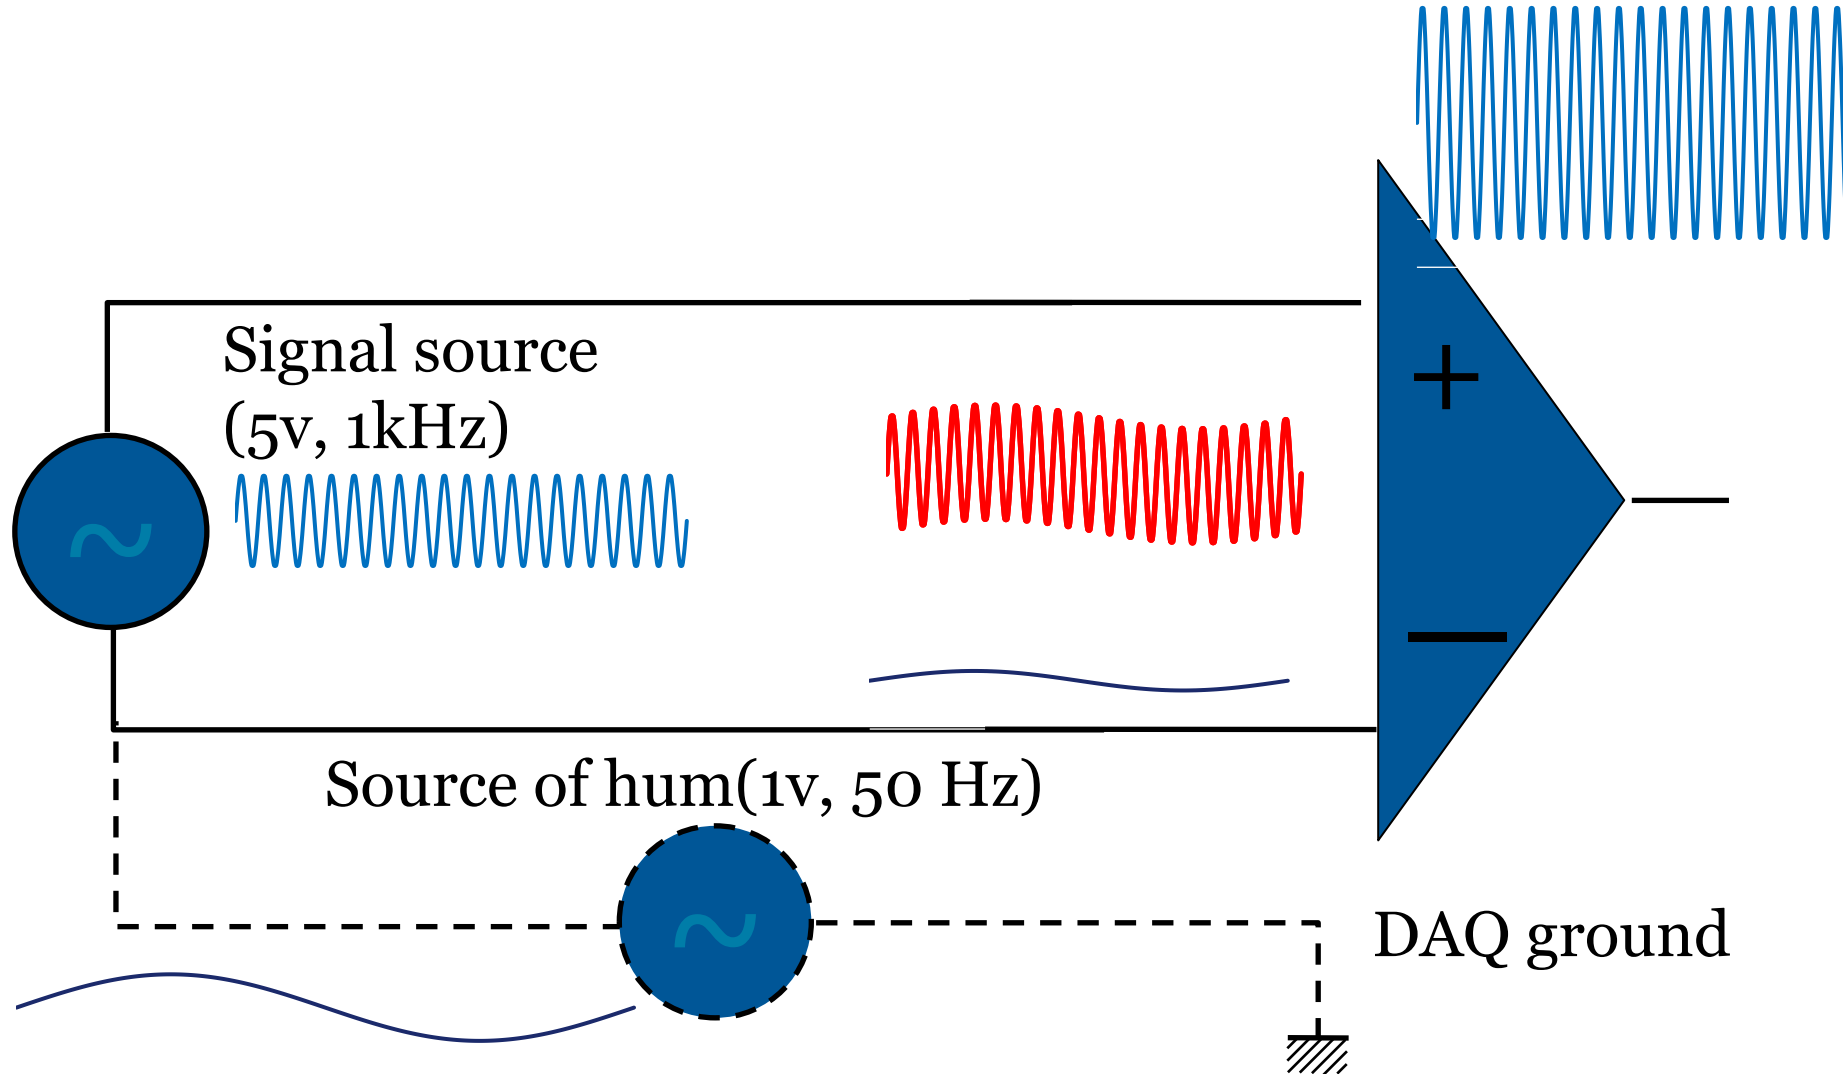 Signal source
(5v, 1kHz)
~
+
−
Source of hum(1v, 50 Hz)
~
DAQ ground